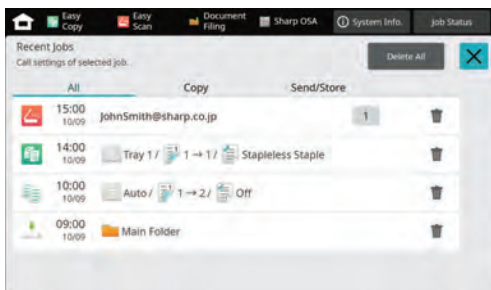 Easy Copy
Easy Scan
Document Filing
Sharp OSA
System Info.
Job Status
Recent Jobs
Call settings of selected job.
Delete All
All
Copy
Send/Store
15:00
10/09
JohnSmith@sharp.co.jp
1
14:00
10/09
Tray 1/ 1→1/ Stapleless Staple
10:00
10/09
Auto/ 1→2/ Off
09:00
10/09
Main Folder